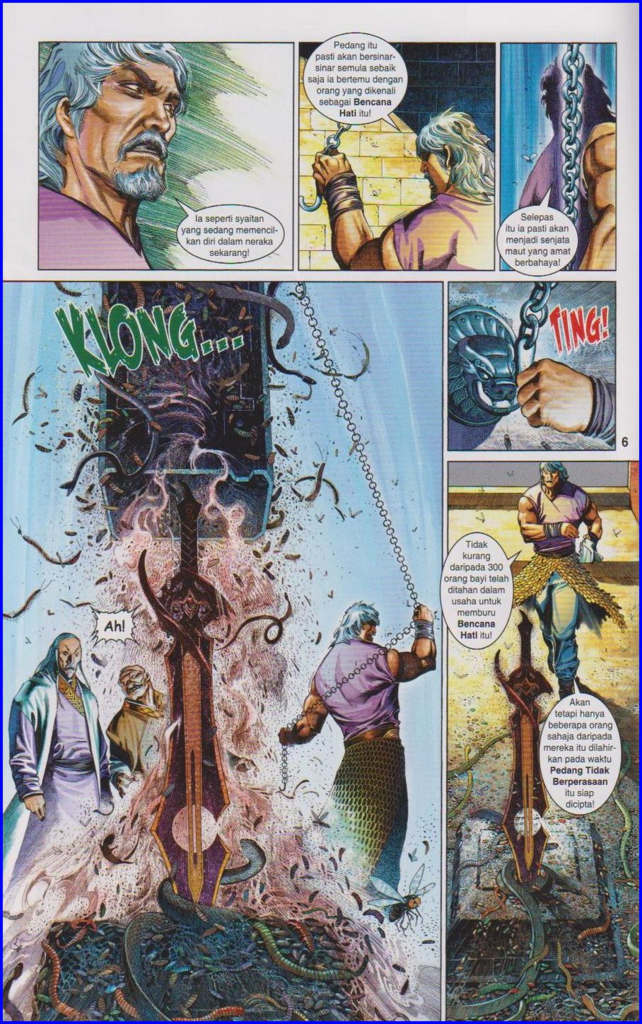 Ia seperti syaitan
yang sedang memencil-
kan diri dalam neraka
sekarang!
Pedang itu
pasti akan bersinar-
sinar semula sebaik
saja ia bertemu dengan
orang yang dikenali
sebagai Bencana
Hati itu!
Selepas
itu ia pasti akan
menjadi senjata
maut yang amat
berbahaya!
KLONG...
Ah!
TING!
6
Tidak
kurang
daripada 300
orang bayi telah
ditahan dalam
usaha untuk
memburu
Bencana
Hati itu!
Akan
tetapi hanya
beberapa orang
sahaja daripada
mereka itu dilahir-
kan pada waktu
Pedang Tidak
Berperasaan
itu siap
dicipta!